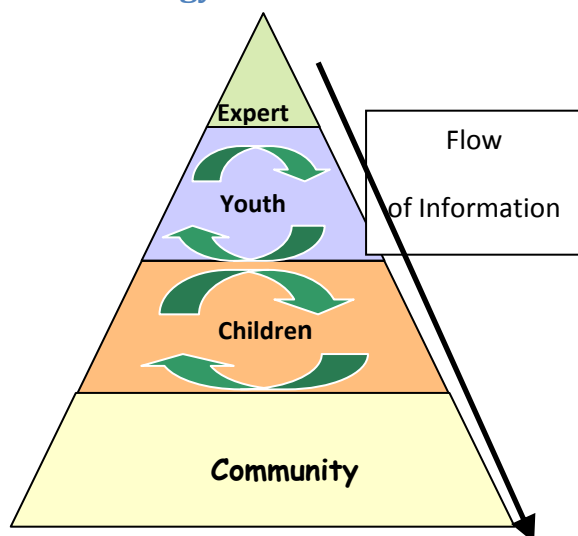 Expert
Flow
of Information
Youth
Children
Community